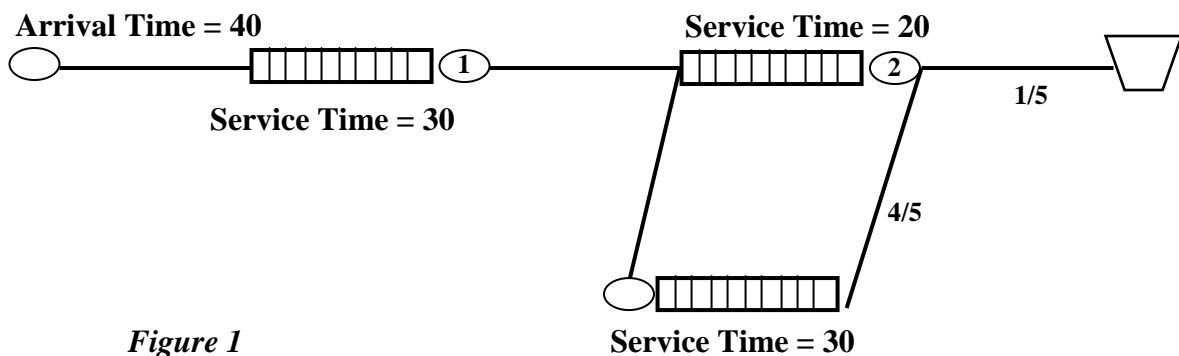 Arrival Time = 40
Service Time = 20
1
2
1/5
Service Time = 30
4/5
Figure 1
Service Time = 30